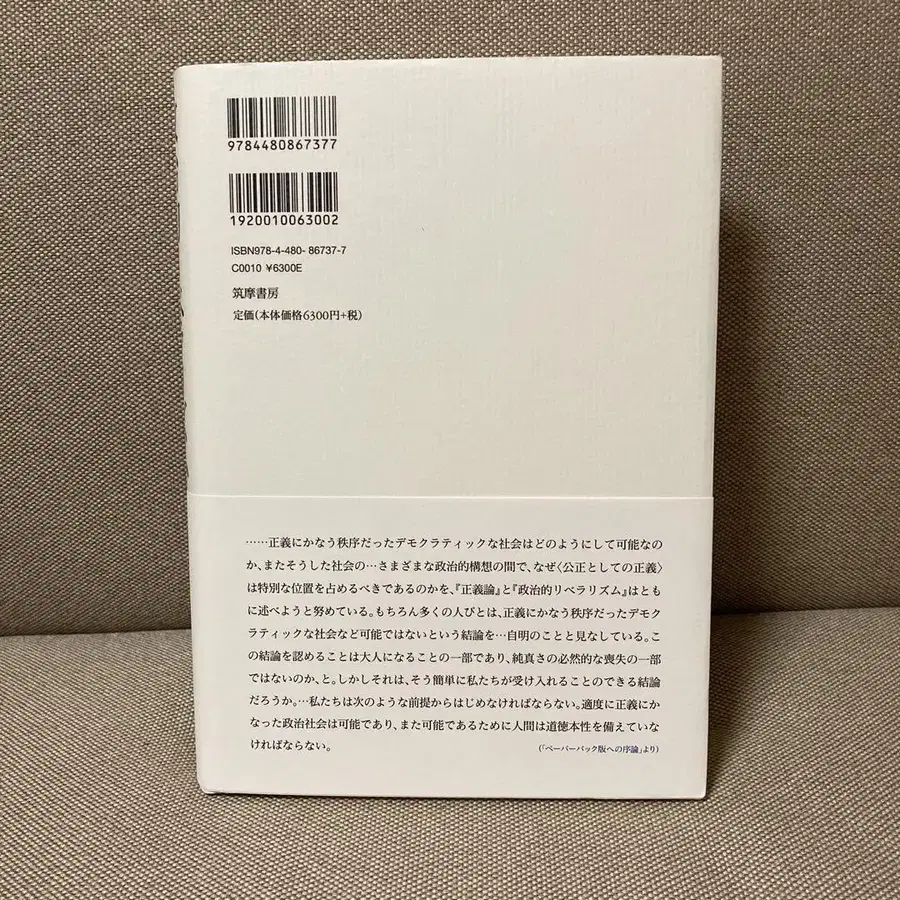 9784480867377
1920010063002
ISBN978-4-480- 86737-7
C0010 ¥6300E
筑摩書房
定価(本体価格6300円+税)
……正義にかなう秩序だったデモクラティックな社会はどのようにして可能なの
か、またそうした社会の…さまざまな政治的構想の間で、なぜ〈公正としての正義〉
は特別な位置を占めるべきであるのかを、『正義論』と『政治的リベラリズム』はとも
に述べようと努めている。もちろん多くの人びとは、正義にかなう秩序だったデモク
ラティックな社会など可能ではないという結論を…自明のことと見なしている。こ
の結論を認めることは大人になることの一部であり、純真さの必然的な喪失の一部
ではないのか、と。しかしそれは、そう簡単に私たちが受け入れることのできる結論
だろうか。…私たちは次のような前提からはじめなければならない。適度に正義にか
なった政治社会は可能であり、また可能であるために人間は道徳本性を備えていな
ければならない。
(「ペーパーバック版への序論」より)